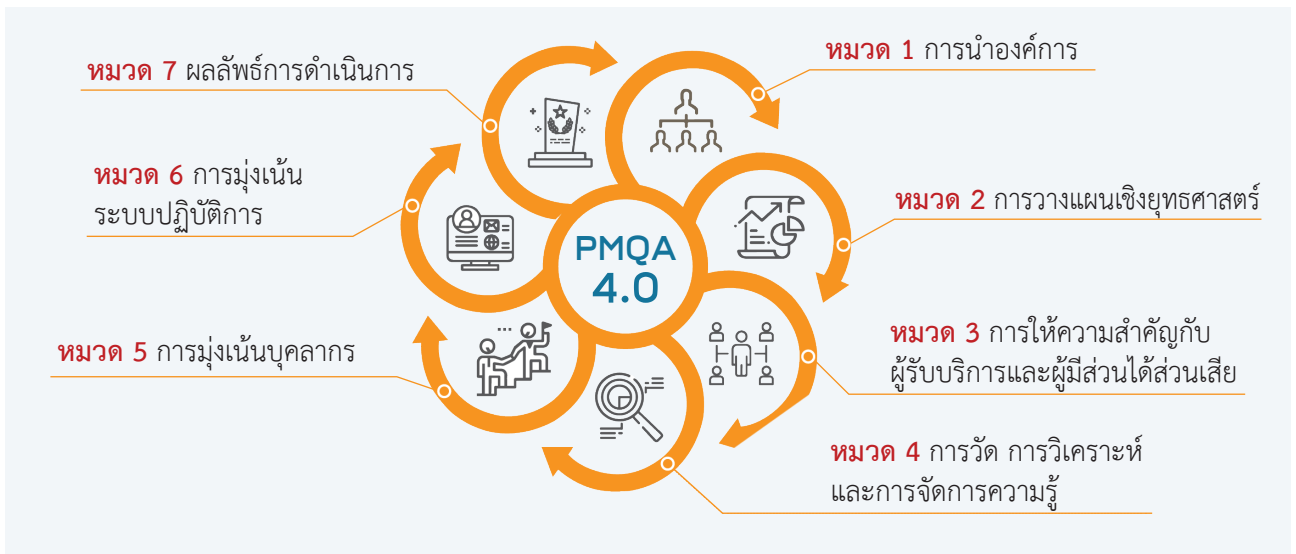 หมวด 1 การนำองค์การ
หมวด 2 การวางแผนเชิงยุทธศาสตร์
หมวด 3 การให้ความสำคัญกับ
ผู้รับบริการและผู้มีส่วนได้ส่วนเสีย
หมวด 4 การวัด การวิเคราะห์
และการจัดการความรู้
หมวด 5 การมุ่งเน้นบุคลากร
หมวด 6 การมุ่งเน้น
ระบบปฏิบัติการ
หมวด 7 ผลลัพธ์การดำเนินการ
PMQA
4.0